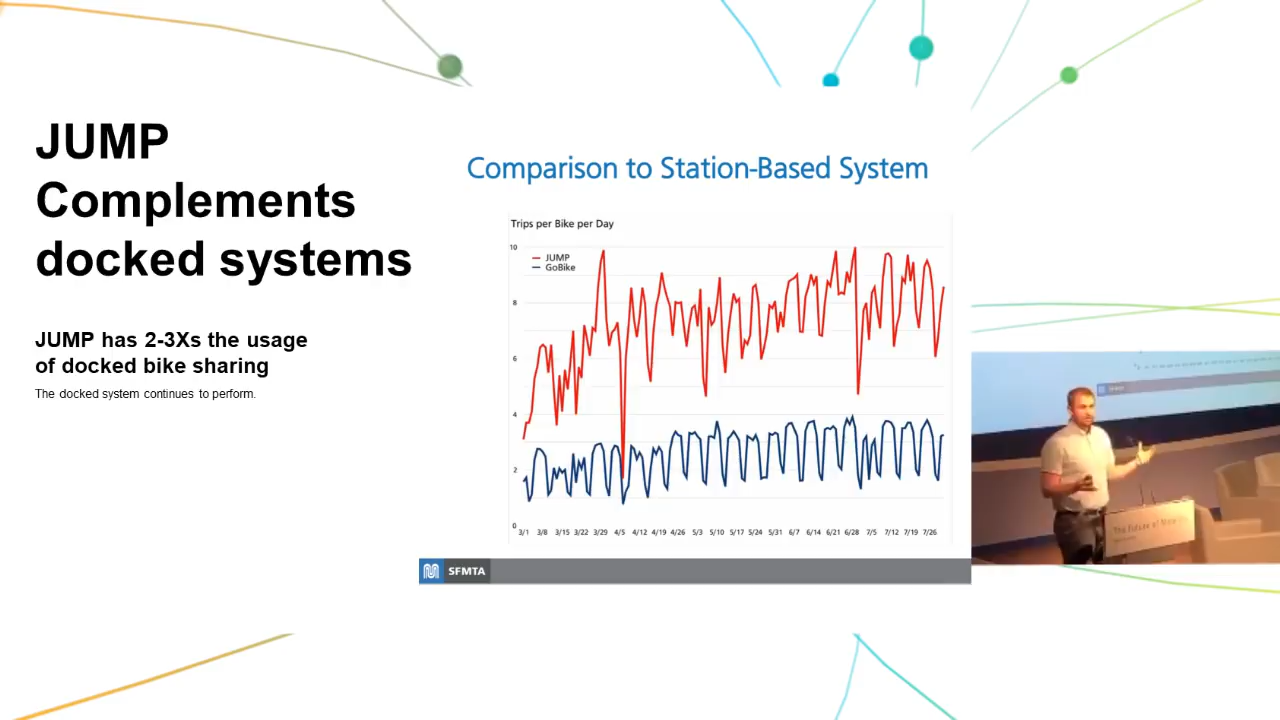 JUMP
Complements
docked systems
JUMP has 2-3Xs the usage
of docked bike sharing
The docked system continues to perform.
Comparison to Station-Based System
Trips per Bike per Day
JUMP
GoBike
10
8
6
4
2
0
3/1 3/8 3/15 3/22 3/29 4/5 4/12 4/19 4/26 5/3 5/10 5/17 5/24 5/31 6/7 6/14 6/21 6/28 7/5 7/12 7/19 7/26
SFMTA
The Future of